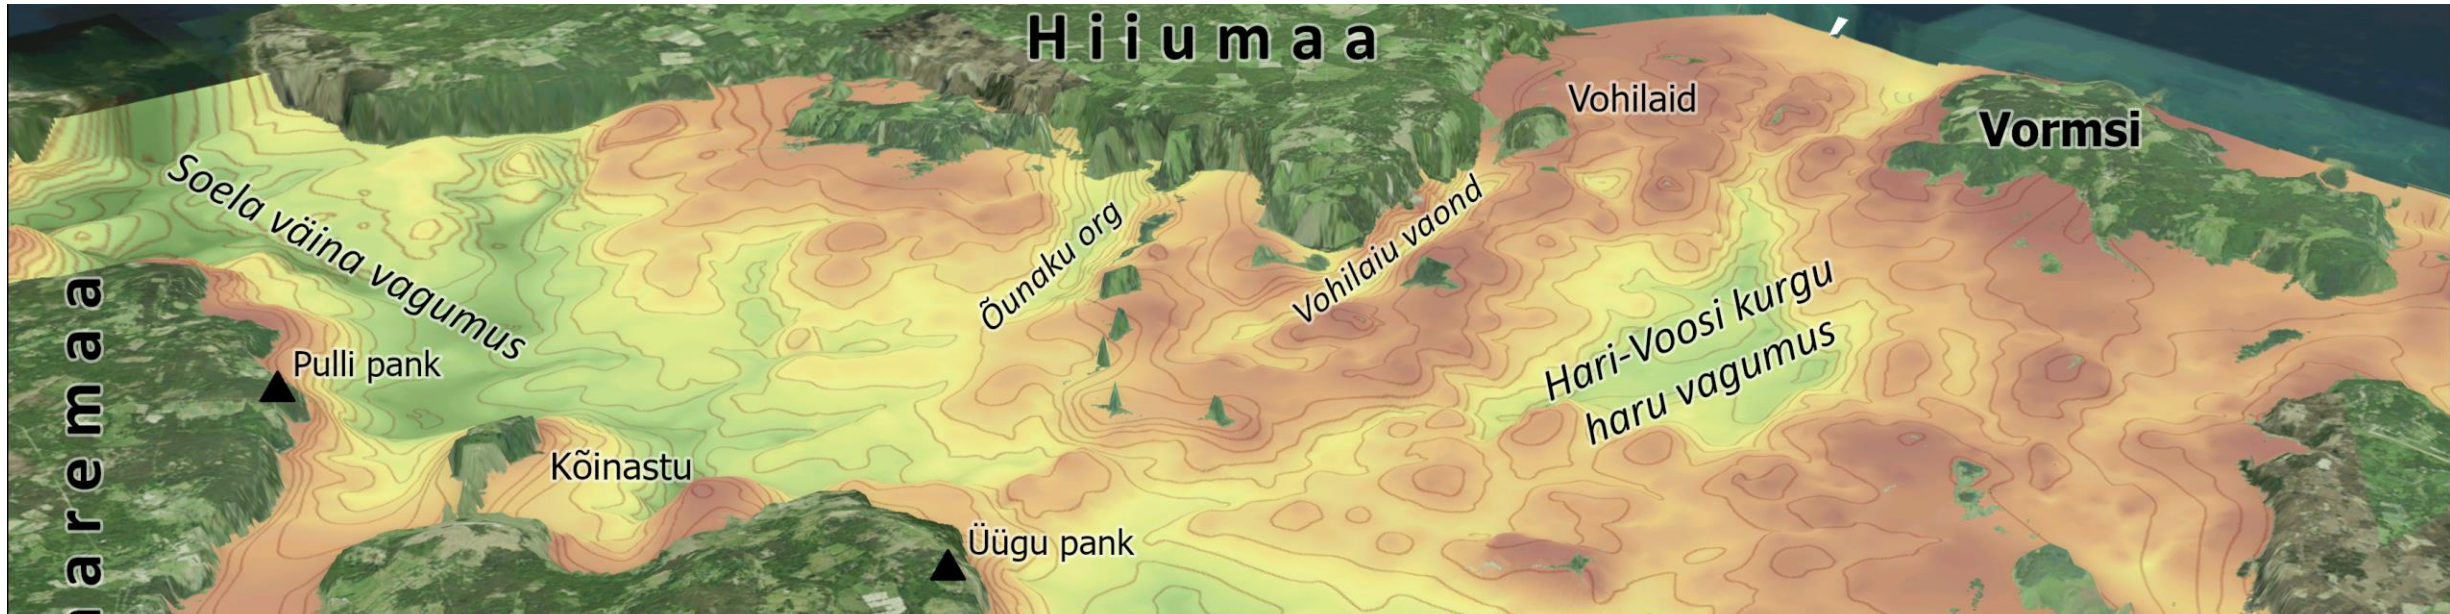 Hiiumaa
Vohilaid
Vormsi
Soela väina vagumus
Õunaku org
Vohilaiu vaond
Hari-Voosi kurgu
haru vagumus
aaremaa
Pulli pank
Kõinastu
Üügu pank